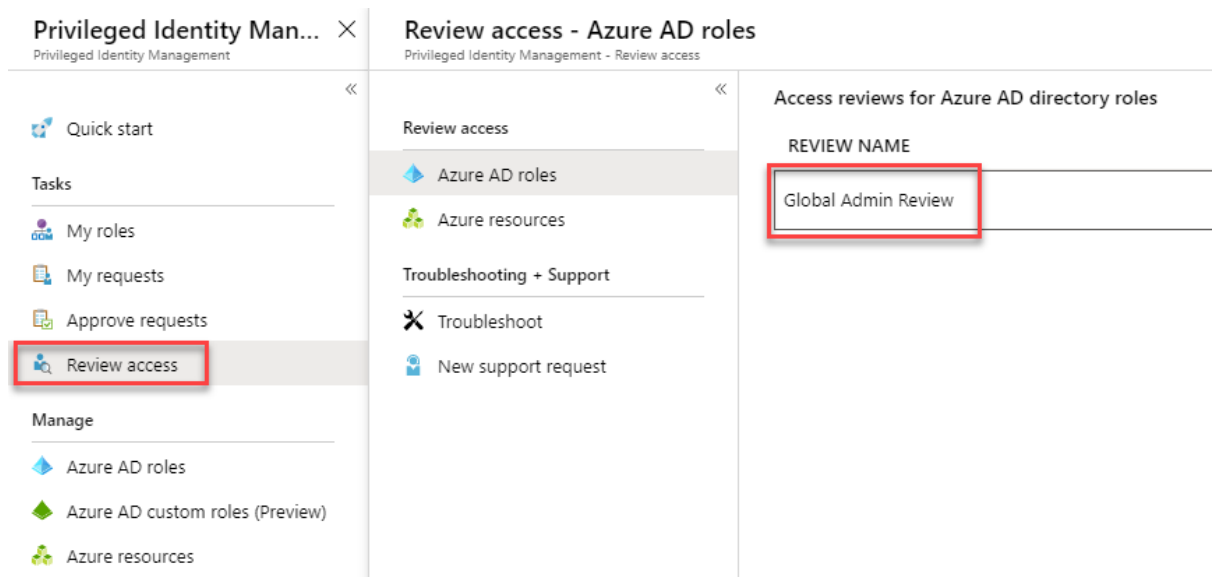 Privileged Identity Man...
Privileged Identity Management
Quick start
Tasks
My roles
My requests
Approve requests
Review access
Manage
Azure AD roles
Azure AD custom roles (Preview)
Azure resources
Review access - Azure AD roles
Privileged Identity Management - Review access
Review access
Azure AD roles
Azure resources
Troubleshooting + Support
Troubleshoot
New support request
Access reviews for Azure AD directory roles
REVIEW NAME
Global Admin Review